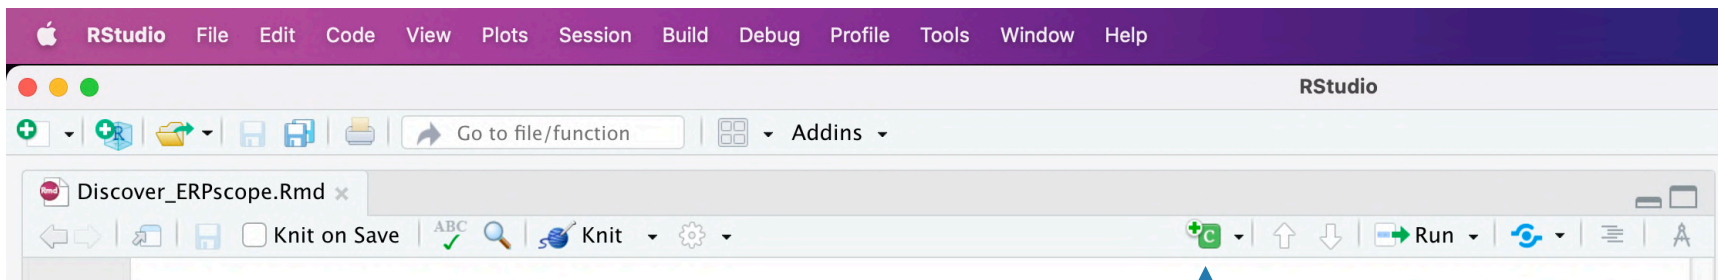 RStudio File Edit Code View Plots Session Build Debug Profile Tools Window Help
RStudio
R Go to file/function Addins
Rmd Discover_ERPscope.Rmd
Knit on Save ABC Knit C Run